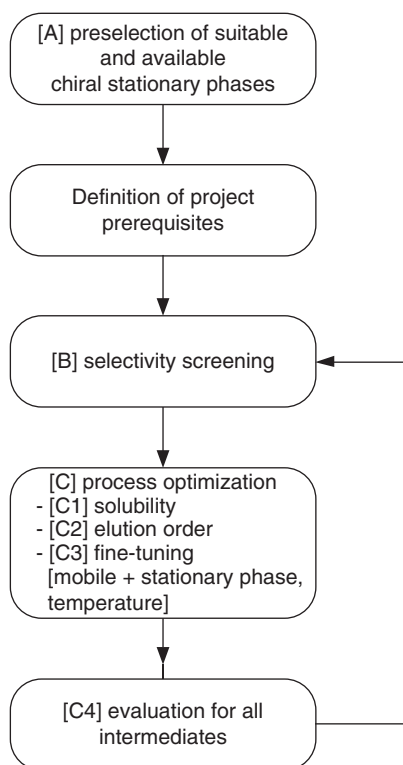 [A] preselection of suitable
and available
chiral stationary phases
Definition of project
prerequisites
[B] selectivity screening
[C] process optimization
- [C1] solubility
- [C2] elution order
- [C3] fine-tuning
[mobile + stationary phase,
temperature]
[C4] evaluation for all
intermediates